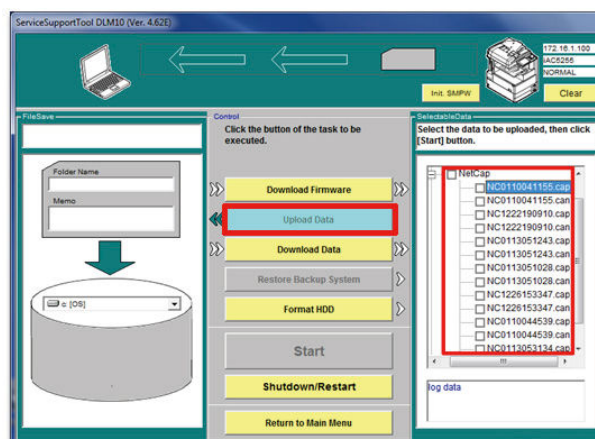 ServiceSupportTool DLM10 (Ver. 4.62E)
172.16.1.100
iAC5255
NORMAL
Init. SMPW
Clear
FileSave
Folder Name
Memo
c: [OS]
Control
Click the button of the task to be
executed.
Download Firmware
Upload Data
Download Data
Restore Backup System
Format HDD
Start
Shutdown/Restart
Return to Main Menu
SelectableData
Select the data to be uploaded, then click
[Start] button.
NetCap
NC0110041155.cap
NC0110041155.can
NC1222190910.cap
NC1222190910.can
NC0113051243.cap
NC0113051243.can
NC0113051028.cap
NC0113051028.can
NC1226153347.cap
NC1226153347.can
NC0110044539.cap
NC0110044539.can
NC0113053134.cap
log data